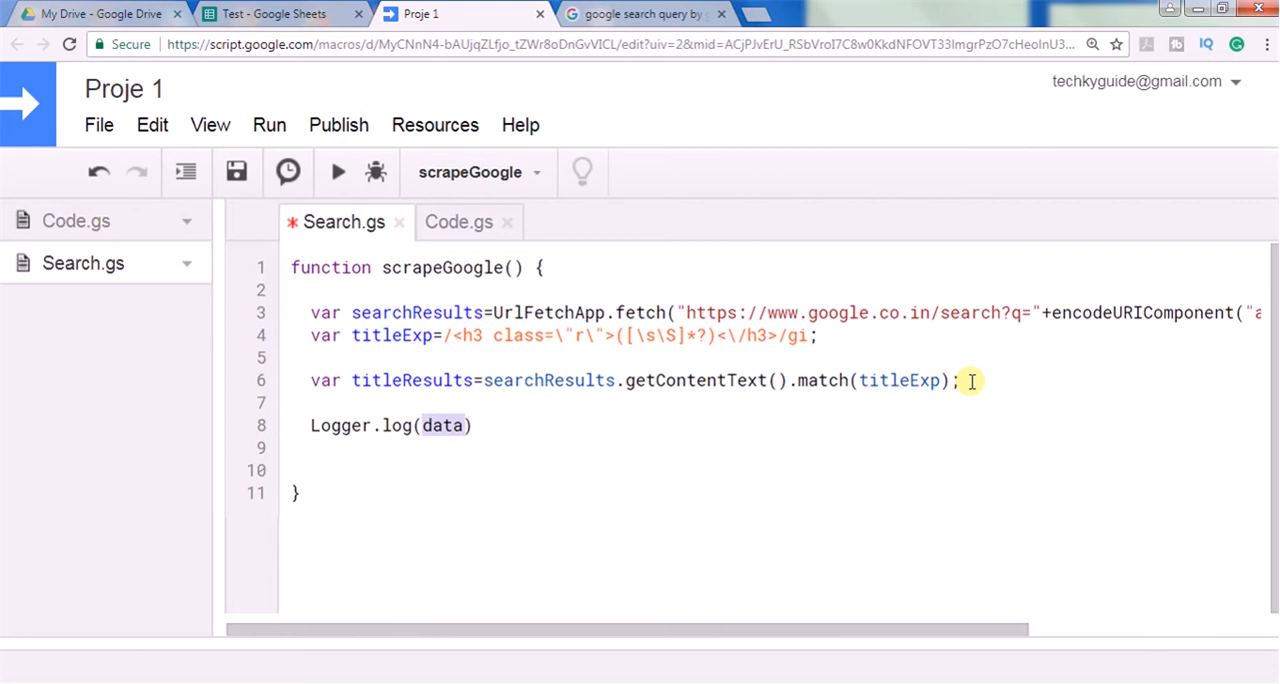 My Drive - Google Drive
Test - Google Sheets
Proje 1
google search query by
Secure
https://script.google.com/macros/d/MyCNnN4-bAUjqZLfjo_tZWr8oDnGvVICL/edit?uiv=2&mid=ACjPJvErU_RSbVroI7C8w0KkdNFOVT33ImgrPzO7cHeoInU3...
Proje 1
techkyguide@gmail.com
File Edit View Run Publish Resources Help
scrapeGoogle
Code.gs
* Search.gs
Code.gs
Search.gs
1 function scrapeGoogle() {
2
3 var searchResults=UrlFetchApp.fetch("https://www.google.co.in/search?q="+encodeURIComponent("a
4 var titleExp=/<h3 class=\"r\">([\s\S]*?)<\/h3>/gi;
5
6 var titleResults=searchResults.getContentText().match(titleExp);
7
8 Logger.log(data)
9
10
11 }